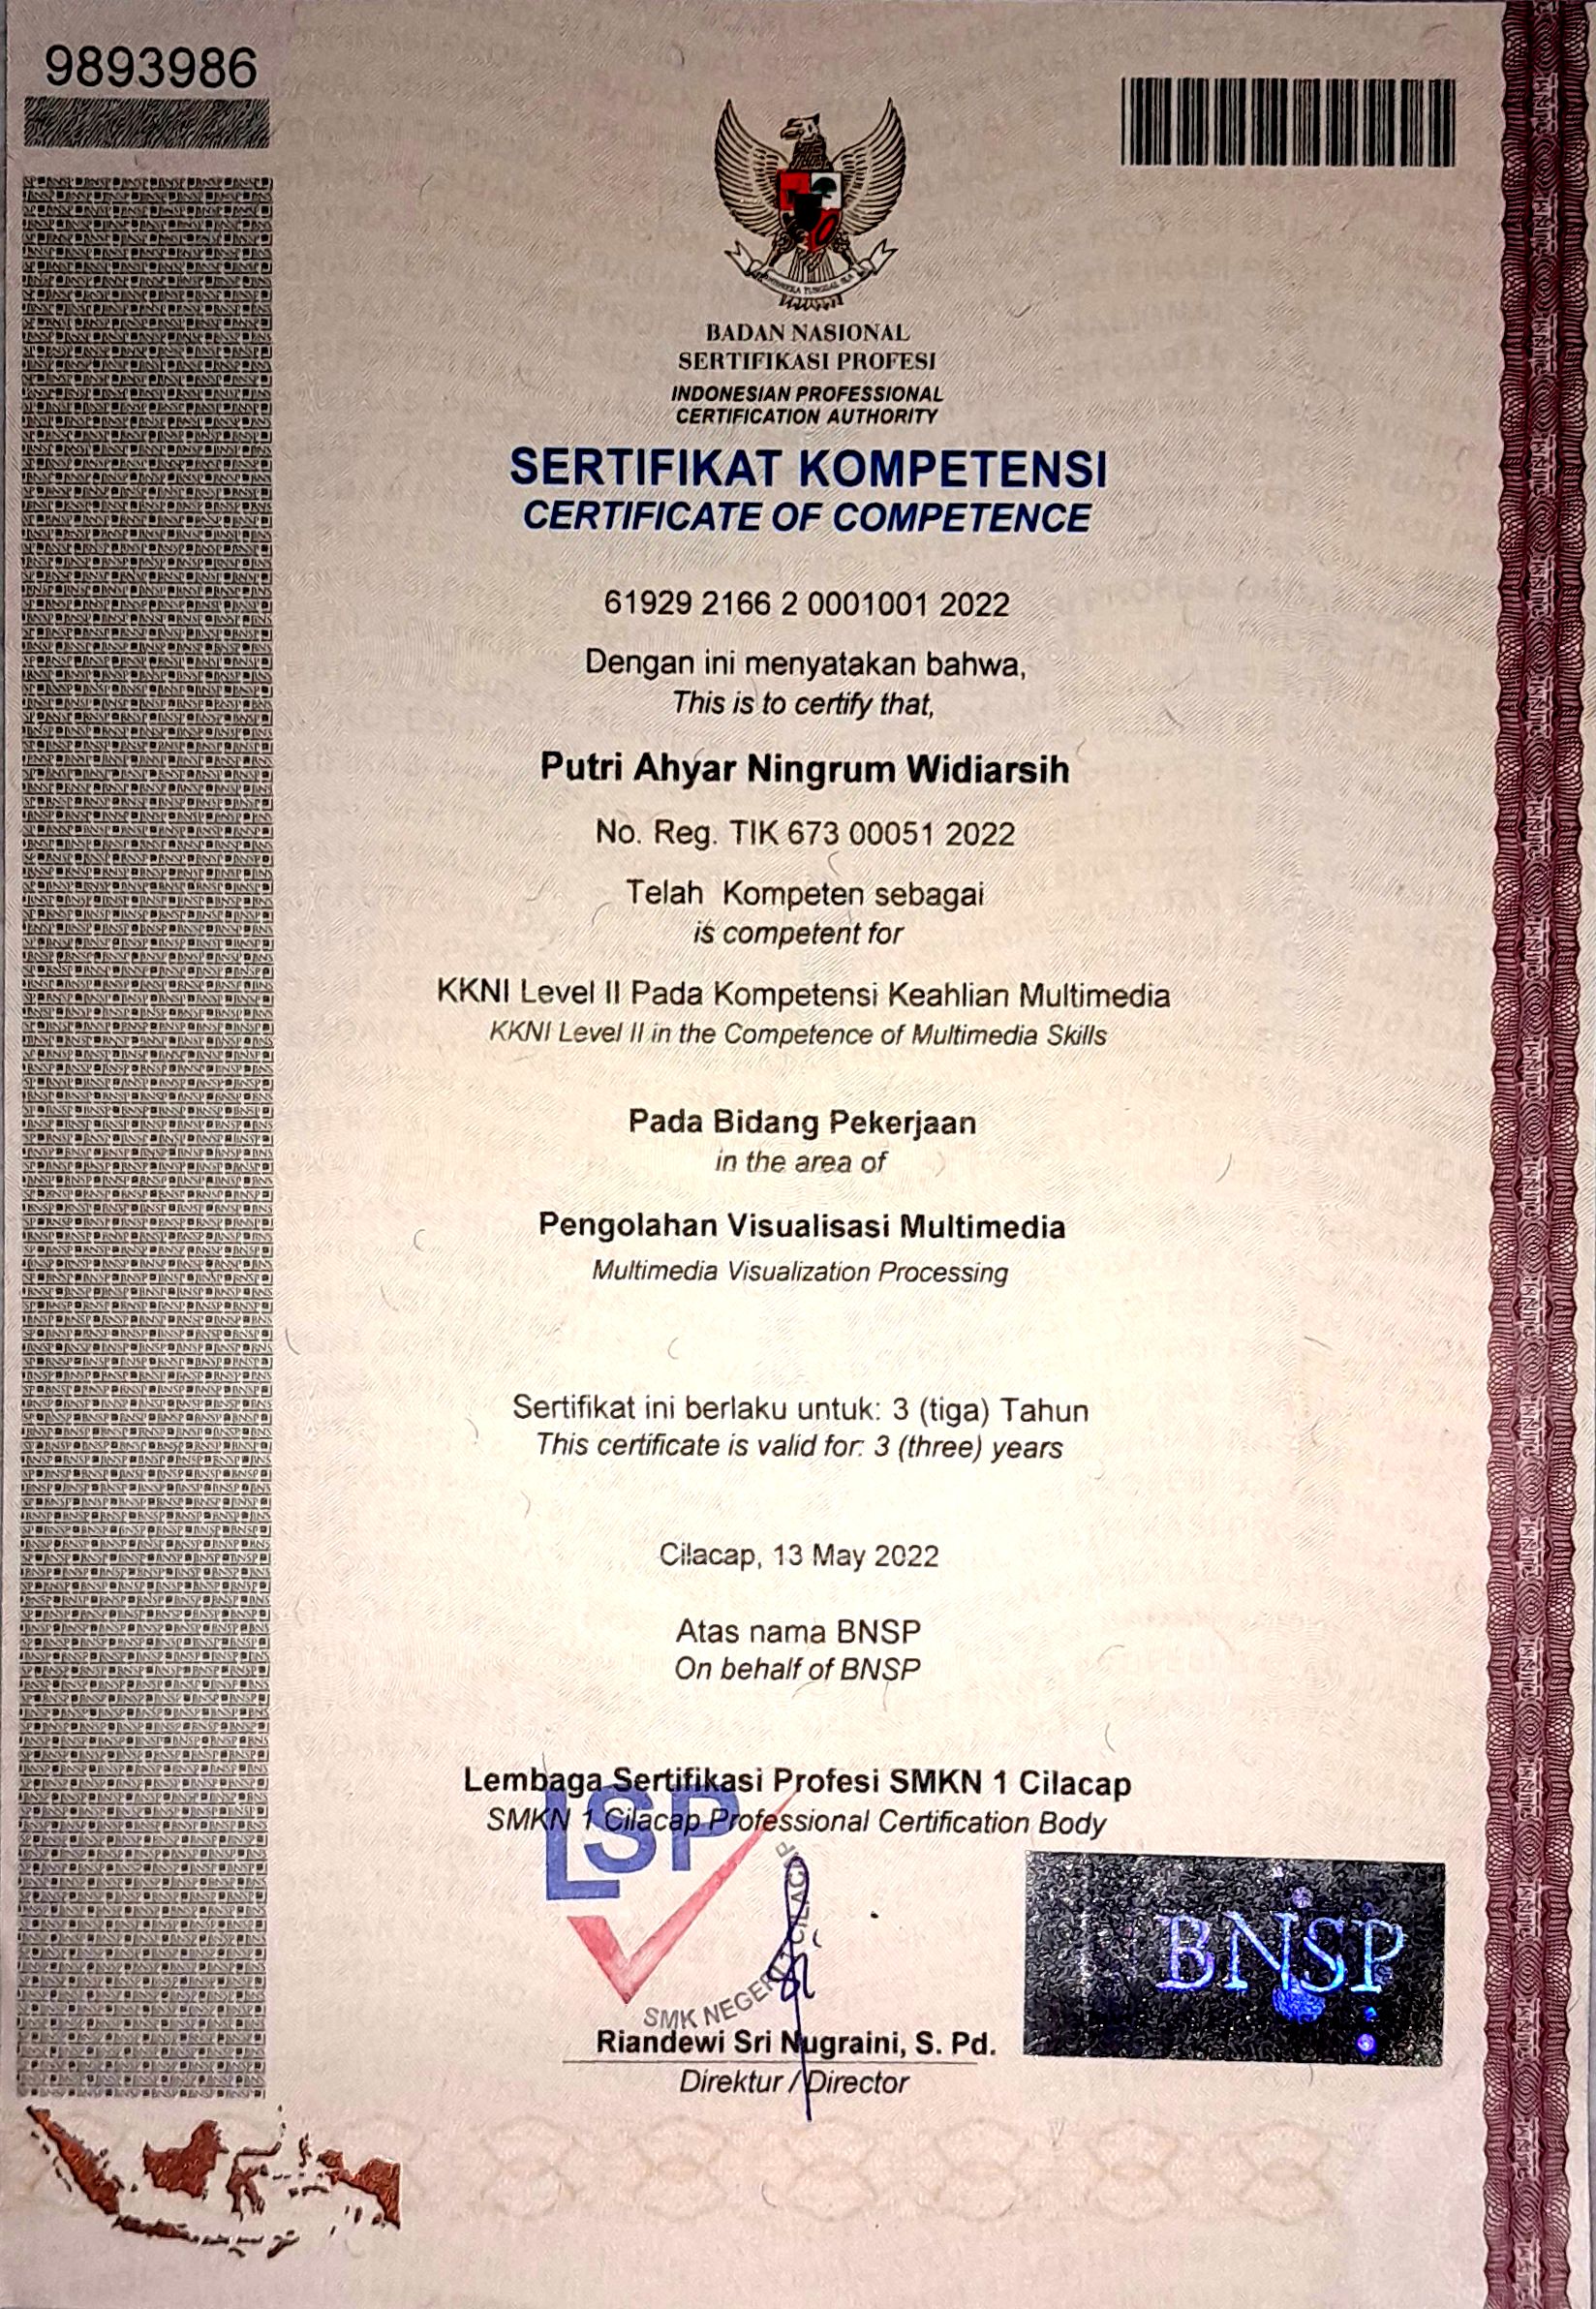 9893986
BADAN NASIONAL
SERTIFIKASI PROFESI
INDONESIAN PROFESSIONAL
CERTIFICATION AUTHORITY
SERTIFIKAT KOMPETENSI
CERTIFICATE OF COMPETENCE
61929 2166 2 0001001 2022
Dengan ini menyatakan bahwa,
This is to certify that,
Putri Ahyar Ningrum Widiarsih
No. Reg. TIK 673 00051 2022
Telah Kompeten sebagai
is competent for
KKNI Level II Pada Kompetensi Keahlian Multimedia
KKNI Level II in the Competence of Multimedia Skills
Pada Bidang Pekerjaan
in the area of
Pengolahan Visualisasi Multimedia
Multimedia Visualization Processing
Sertifikat ini berlaku untuk: 3 (tiga) Tahun
This certificate is valid for: 3 (three) years
Cilacap, 13 May 2022
Atas nama BNSP
On behalf of BNSP
Lembaga Sertifikasi Profesi SMKN 1 Cilacap
SMKN 1 Cilacap Professional Certification Body
LSP
SMK NEGERI 1 CILACAP
BNSP
Riandewi Sri Nugraini, S. Pd.
Direktur / Director